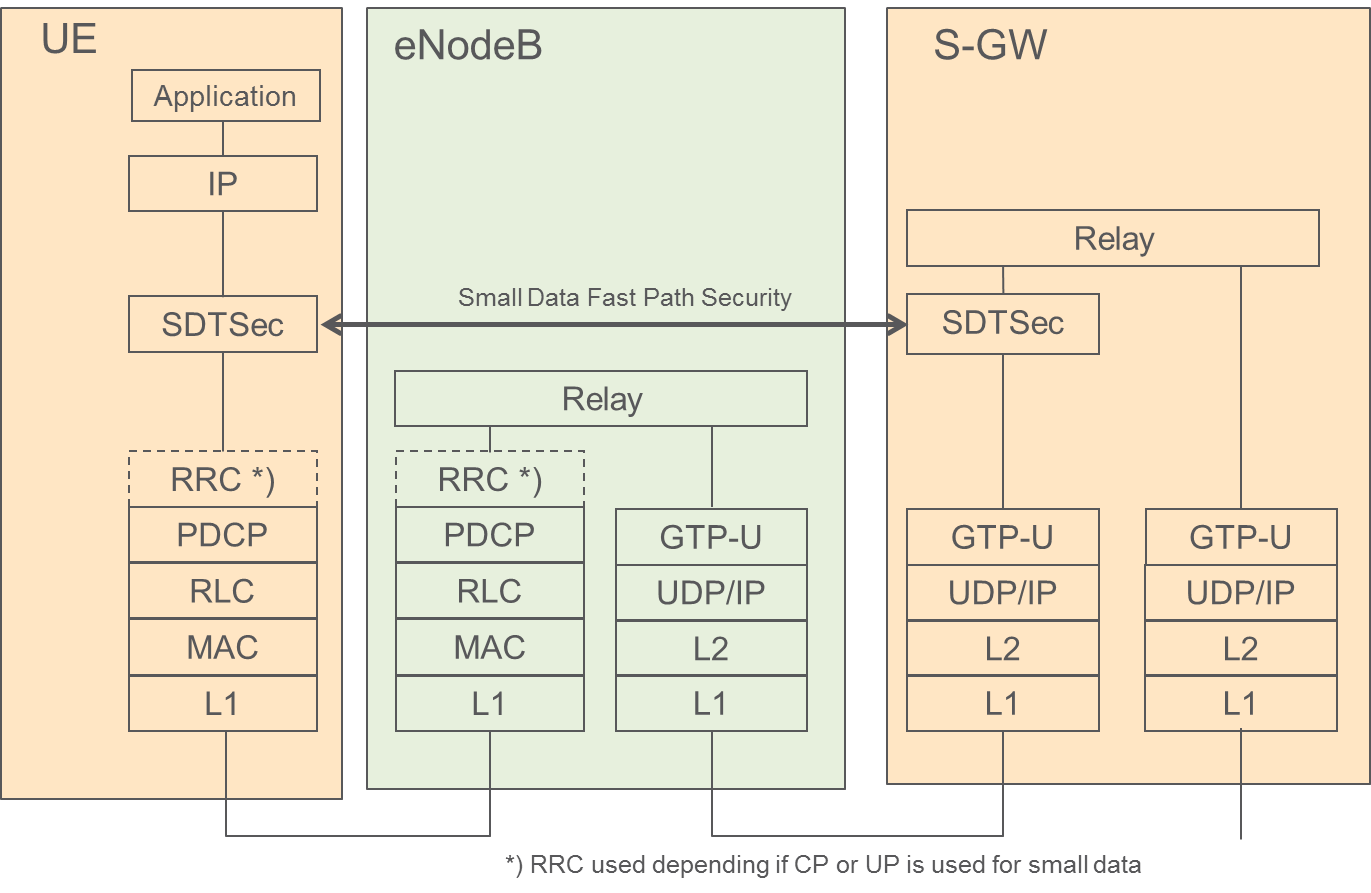 UE
Application
IP
SDTSec
RRC *)
PDCP
RLC
MAC
L1
eNodeB
Small Data Fast Path Security
Relay
RRC *)
PDCP
RLC
MAC
L1
GTP-U
UDP/IP
L2
L1
S-GW
Relay
SDTSec
GTP-U
UDP/IP
L2
L1
GTP-U
UDP/IP
L2
L1
*) RRC used depending if CP or UP is used for small data